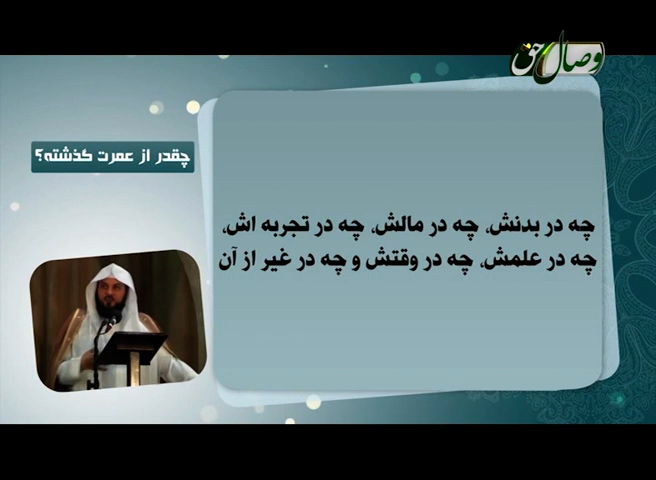 وصال حق
چقدر از عمرت گذشته؟
چه در بدنش، چه در مالش، چه در تجربه اش،
چه در علمش، چه در وقتش و چه در غیر از آن